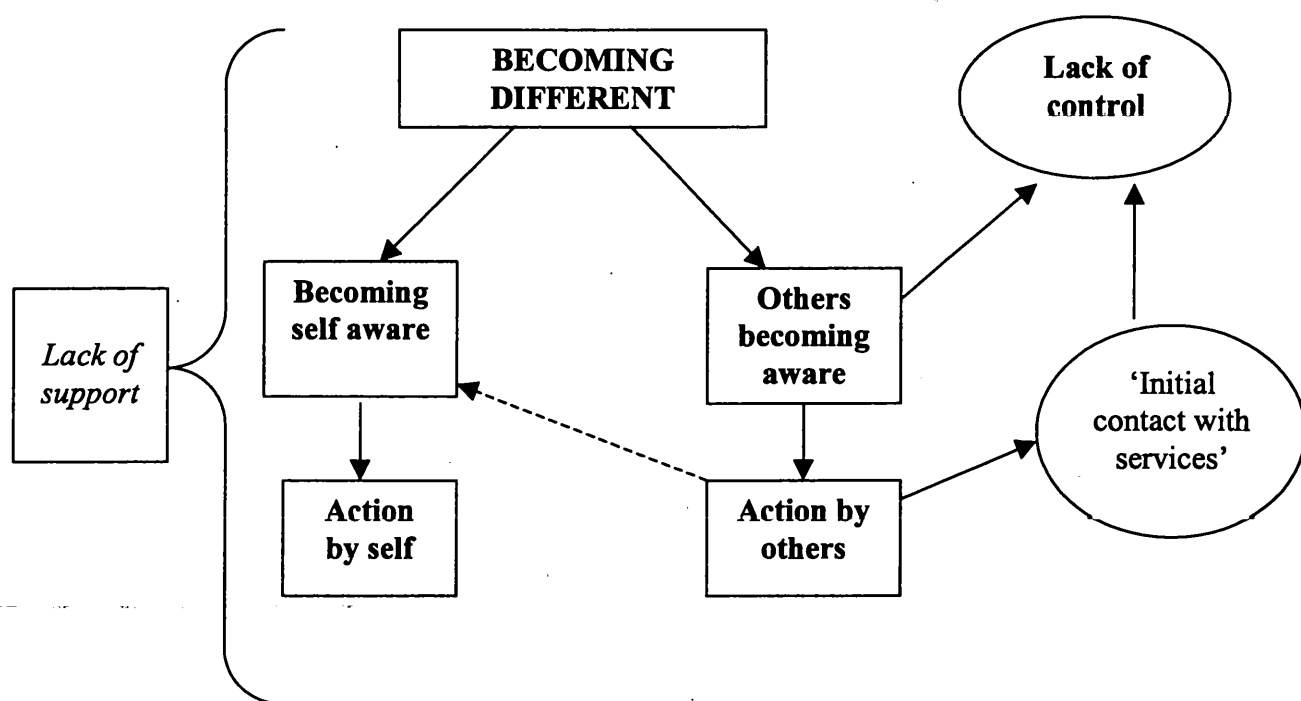 BECOMING
DIFFERENT
Lack of
control
Becoming
self aware
Others
becoming
aware
Lack of
support
‘Initial
contact with
services’
Action
by self
Action by
others